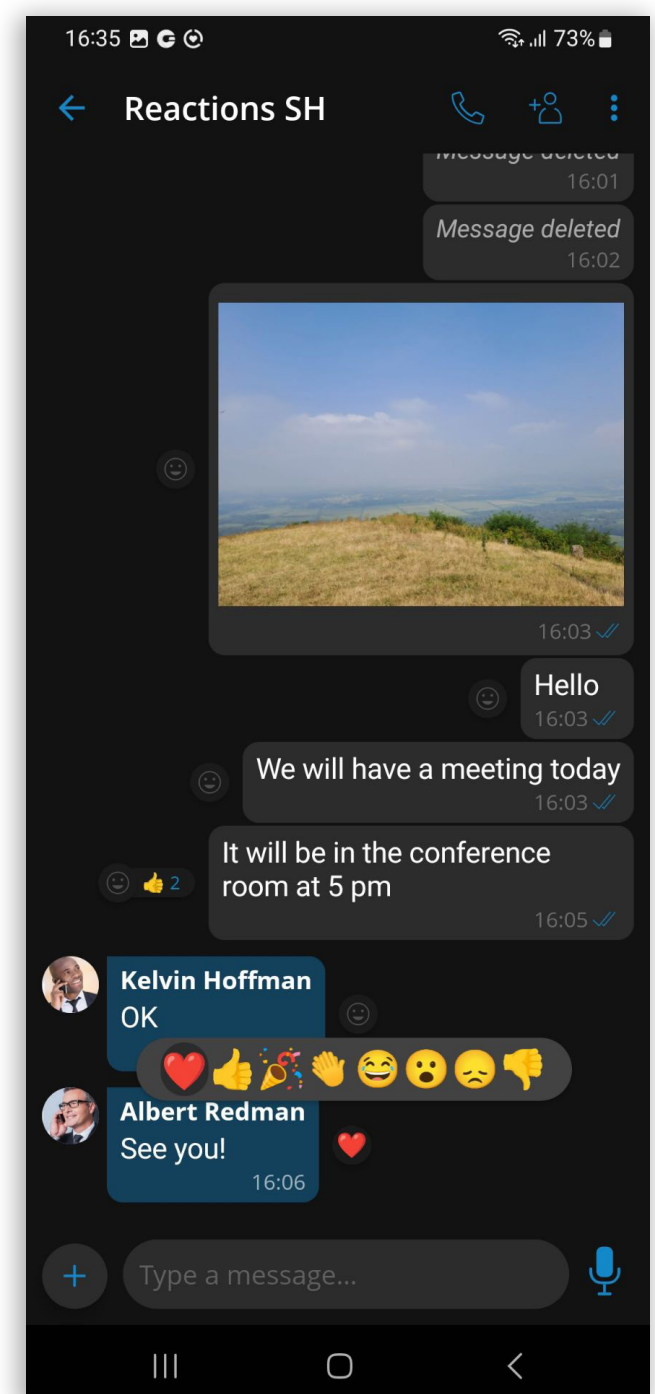 16:35
73%
Reactions SH
Message deleted
16:01
Message deleted
16:02
16:03
Hello
16:03
We will have a meeting today
16:03
It will be in the conference
room at 5 pm
2
16:05
Kelvin Hoffman
OK
Albert Redman
See you!
16:06
Type a message...